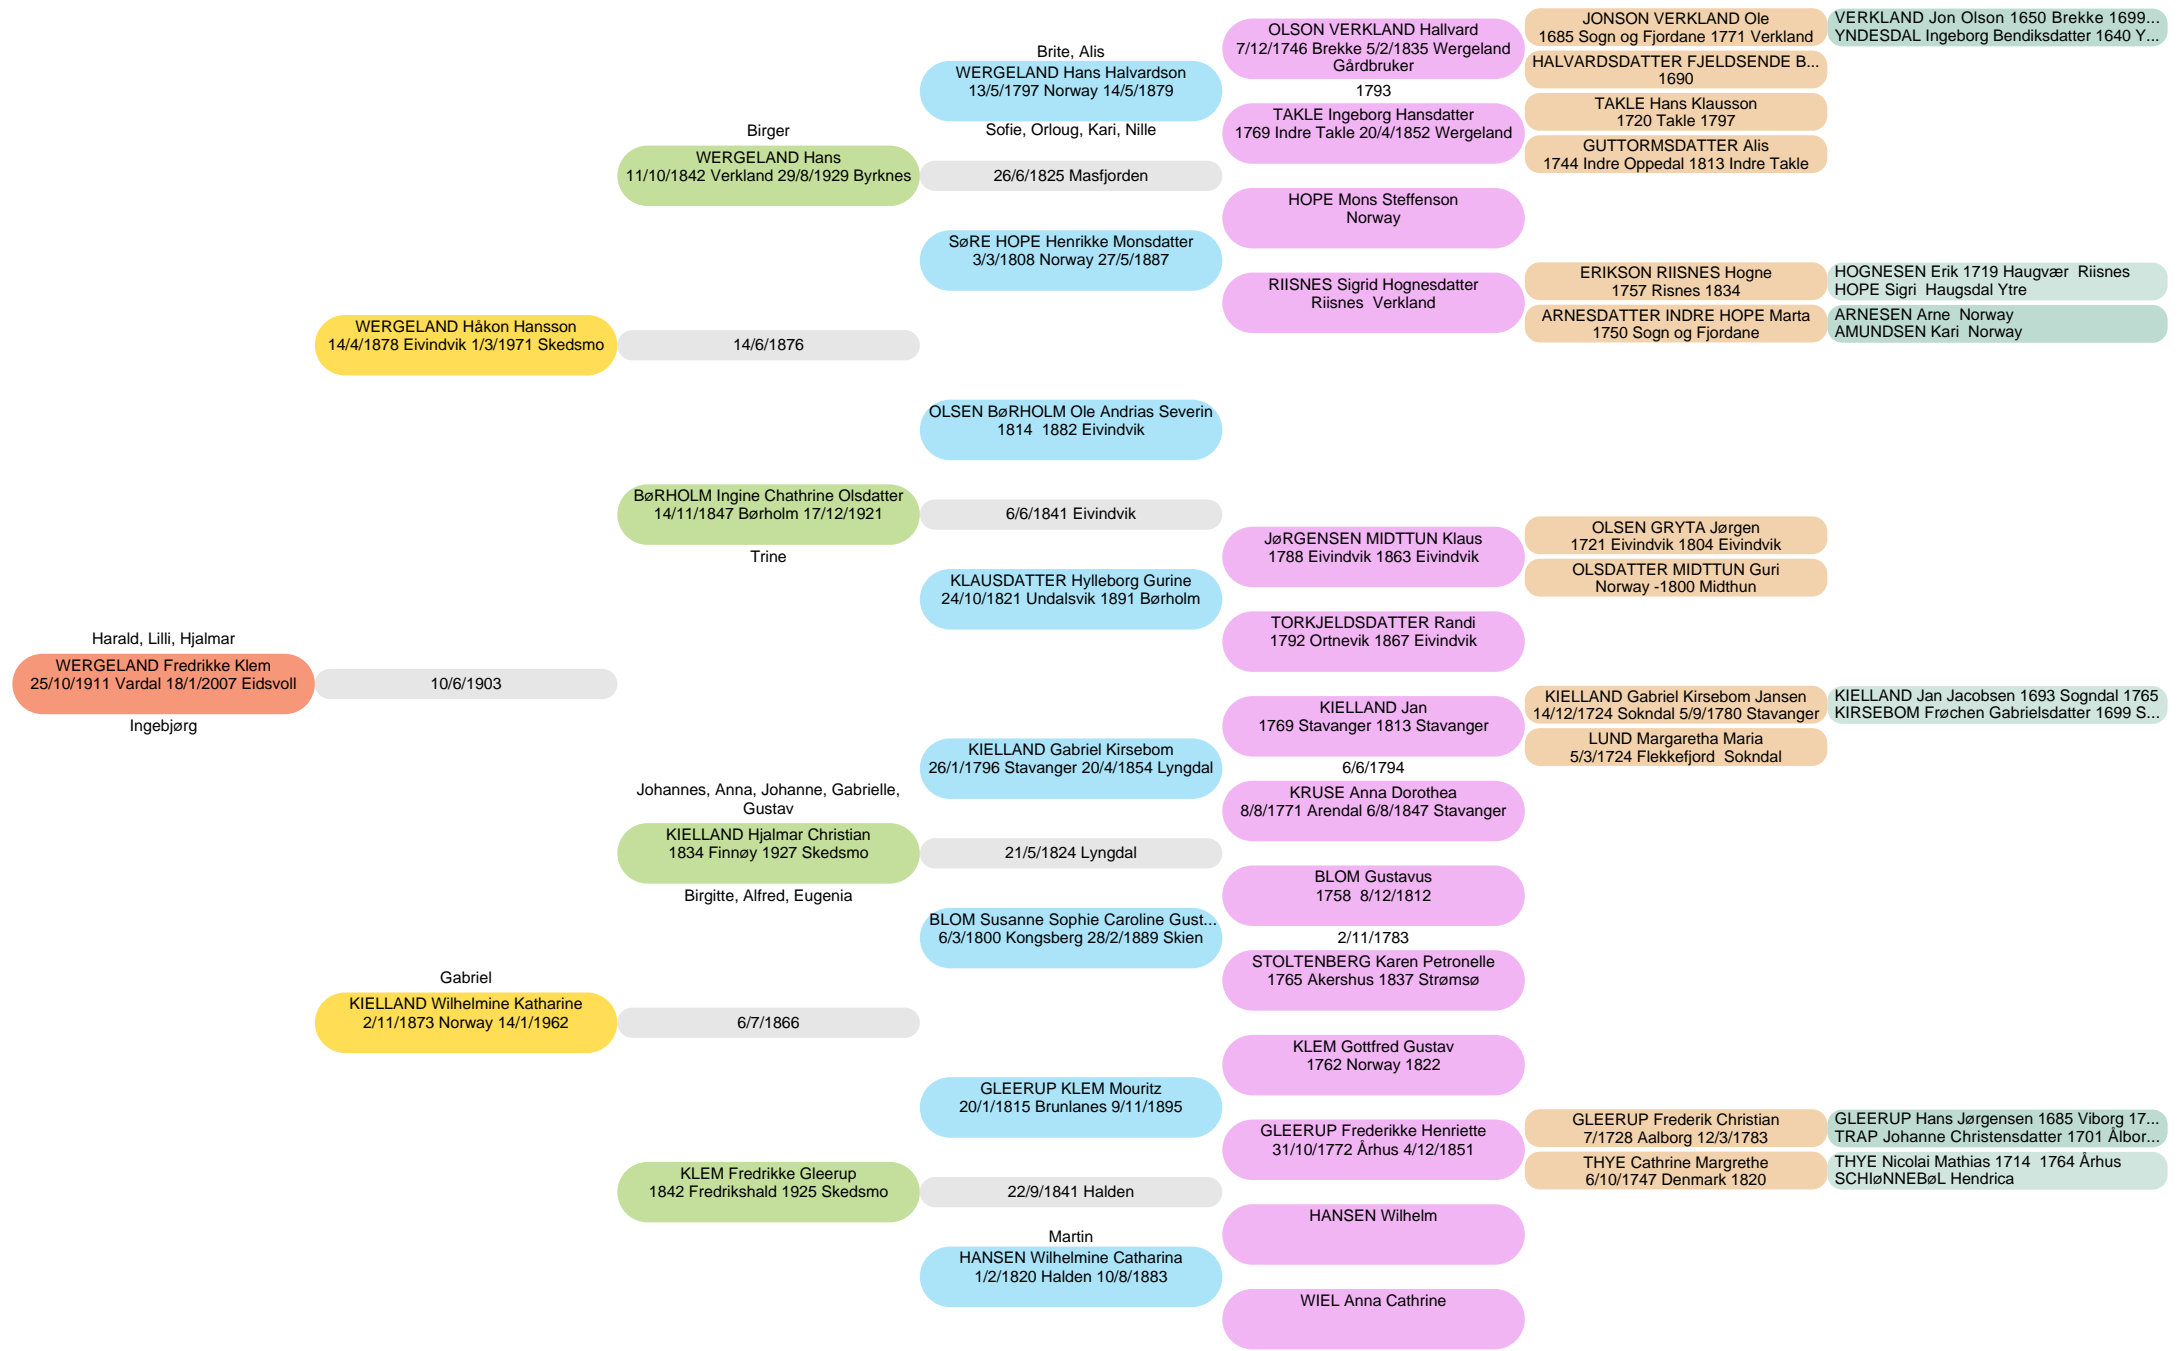 Harald, Lilli, Hjalmar
WERGELAND Fredrikke Klem
25/10/1911 Vardal 18/1/2007 Eidsvoll
Ingebjørg
WERGELAND Håkon Hansson
14/4/1878 Eivindvik 1/3/1971 Skedsmo
10/6/1903
Gabriel
KIELLAND Wilhelmine Katharine
2/11/1873 Norway 14/1/1962
Birger
WERGELAND Hans
11/10/1842 Verkland 29/8/1929 Byrknes
14/6/1876
BøRHOLM Ingine Chathrine Olsdatter
14/11/1847 Børholm 17/12/1921
Trine
Johannes, Anna, Johanne, Gabrielle,
Gustav
KIELLAND Hjalmar Christian
1834 Finnøy 1927 Skedsmo
Birgitte, Alfred, Eugenia
6/7/1866
KLEM Fredrikke Gleerup
1842 Fredrikshald 1925 Skedsmo
Brite, Alis
WERGELAND Hans Halvardson
13/5/1797 Norway 14/5/1879
Sofie, Orloug, Kari, Nille
26/6/1825 Masfjorden
SøRE HOPE Henrikke Monsdatter
3/3/1808 Norway 27/5/1887
OLSEN BøRHOLM Ole Andrias Severin
1814  1882 Eivindvik
6/6/1841 Eivindvik
KLAUSDATTER Hylleborg Gurine
24/10/1821 Undalsvik 1891 Børholm
KIELLAND Gabriel Kirsebom
26/1/1796 Stavanger 20/4/1854 Lyngdal
21/5/1824 Lyngdal
BLOM Susanne Sophie Caroline Gust...
6/3/1800 Kongsberg 28/2/1889 Skien
GLEERUP KLEM Mouritz
20/1/1815 Brunlanes 9/11/1895
22/9/1841 Halden
Martin
HANSEN Wilhelmine Catharina
1/2/1820 Halden 10/8/1883
OLSON VERKLAND Hallvard
7/12/1746 Brekke 5/2/1835 Wergeland
Gårdbruker
1793
TAKLE Ingeborg Hansdatter
1769 Indre Takle 20/4/1852 Wergeland
HOPE Mons Steffenson
Norway
RIISNES Sigrid Hognesdatter
Riisnes  Verkland
JøRGENSEN MIDTTUN Klaus
1788 Eivindvik 1863 Eivindvik
TORKJELDSDATTER Randi
1792 Ortnevik 1867 Eivindvik
KIELLAND Jan
1769 Stavanger 1813 Stavanger
6/6/1794
KRUSE Anna Dorothea
8/8/1771 Arendal 6/8/1847 Stavanger
BLOM Gustavus
1758  8/12/1812
2/11/1783
STOLTENBERG Karen Petronelle
1765 Akershus 1837 Strømsø
KLEM Gottfred Gustav
1762 Norway 1822
GLEERUP Frederikke Henriette
31/10/1772 Århus 4/12/1851
HANSEN Wilhelm
WIEL Anna Cathrine
JONSON VERKLAND Ole
1685 Sogn og Fjordane 1771 Verkland
HALVARDSDATTER FJELDSENDE B...
1690
TAKLE Hans Klausson
1720 Takle 1797
GUTTORMSDATTER Alis
1744 Indre Oppedal 1813 Indre Takle
ERIKSON RIISNES Hogne
1757 Risnes 1834
ARNESDATTER INDRE HOPE Marta
1750 Sogn og Fjordane
OLSEN GRYTA Jørgen
1721 Eivindvik 1804 Eivindvik
OLSDATTER MIDTTUN Guri
Norway -1800 Midthun
KIELLAND Gabriel Kirsebom Jansen
14/12/1724 Sokndal 5/9/1780 Stavanger
LUND Margaretha Maria
5/3/1724 Flekkefjord  Sokndal
GLEERUP Frederik Christian
7/1728 Aalborg 12/3/1783
THYE Cathrine Margrethe
6/10/1747 Denmark 1820
VERKLAND Jon Olson 1650 Brekke 1699...
YNDESDAL Ingeborg Bendiksdatter 1640 Y...
HOGNESEN Erik 1719 Haugvær  Riisnes
HOPE Sigri  Haugsdal Ytre
ARNESEN Arne  Norway
AMUNDSEN Kari  Norway
KIELLAND Jan Jacobsen 1693 Sogndal 1765
KIRSEBOM Frøchen Gabrielsdatter 1699 S...
GLEERUP Hans Jørgensen 1685 Viborg 17...
TRAP Johanne Christensdatter 1701 Ålbor...
THYE Nicolai Mathias 1714  1764 Århus
SCHIøNNEBøL Hendrica